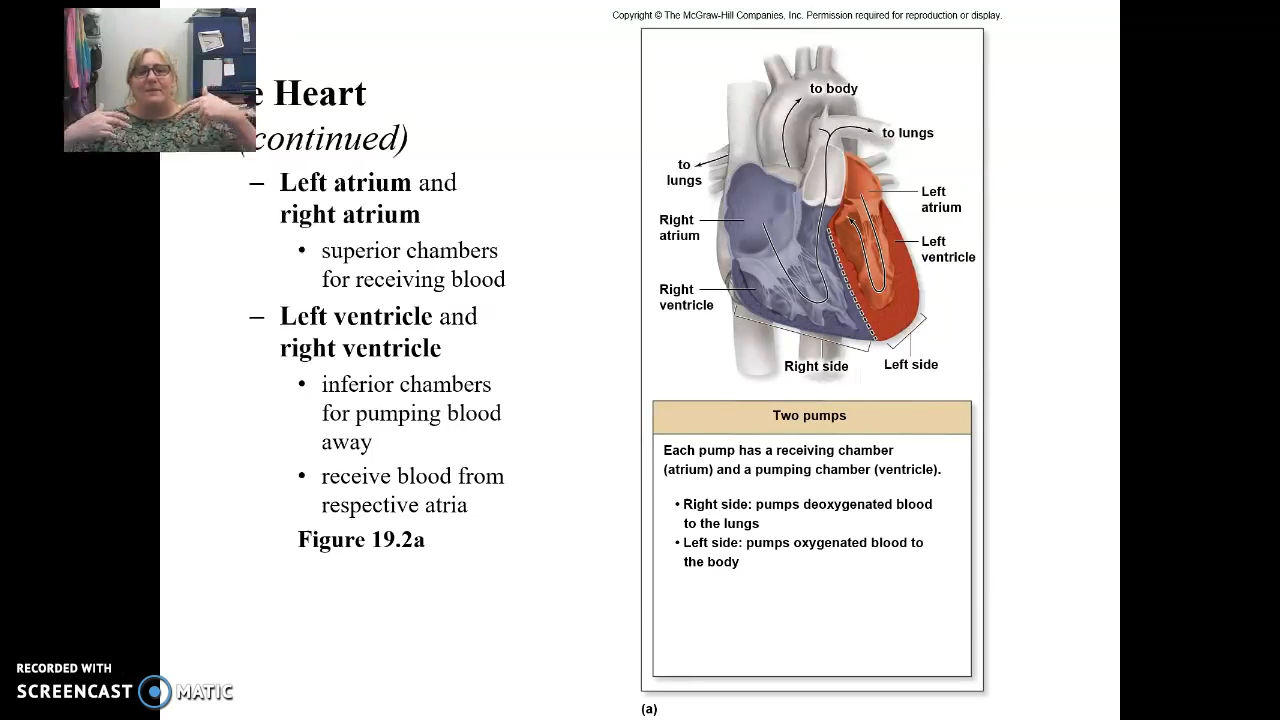 Copyright © The McGraw-Hill Companies, Inc. Permission required for reproduction or display.
e Heart
(continued)
– Left atrium and
right atrium
• superior chambers
for receiving blood
– Left ventricle and
right ventricle
• inferior chambers
for pumping blood
away
• receive blood from
respective atria
Figure 19.2a
to body
to lungs
to
lungs
Left
atrium
Right
atrium
Left
ventricle
Right
ventricle
Right side
Left side
Two pumps
Each pump has a receiving chamber
(atrium) and a pumping chamber (ventricle).
• Right side: pumps deoxygenated blood
to the lungs
• Left side: pumps oxygenated blood to
the body
(a)
RECORDED WITH
SCREENCAST MATIC